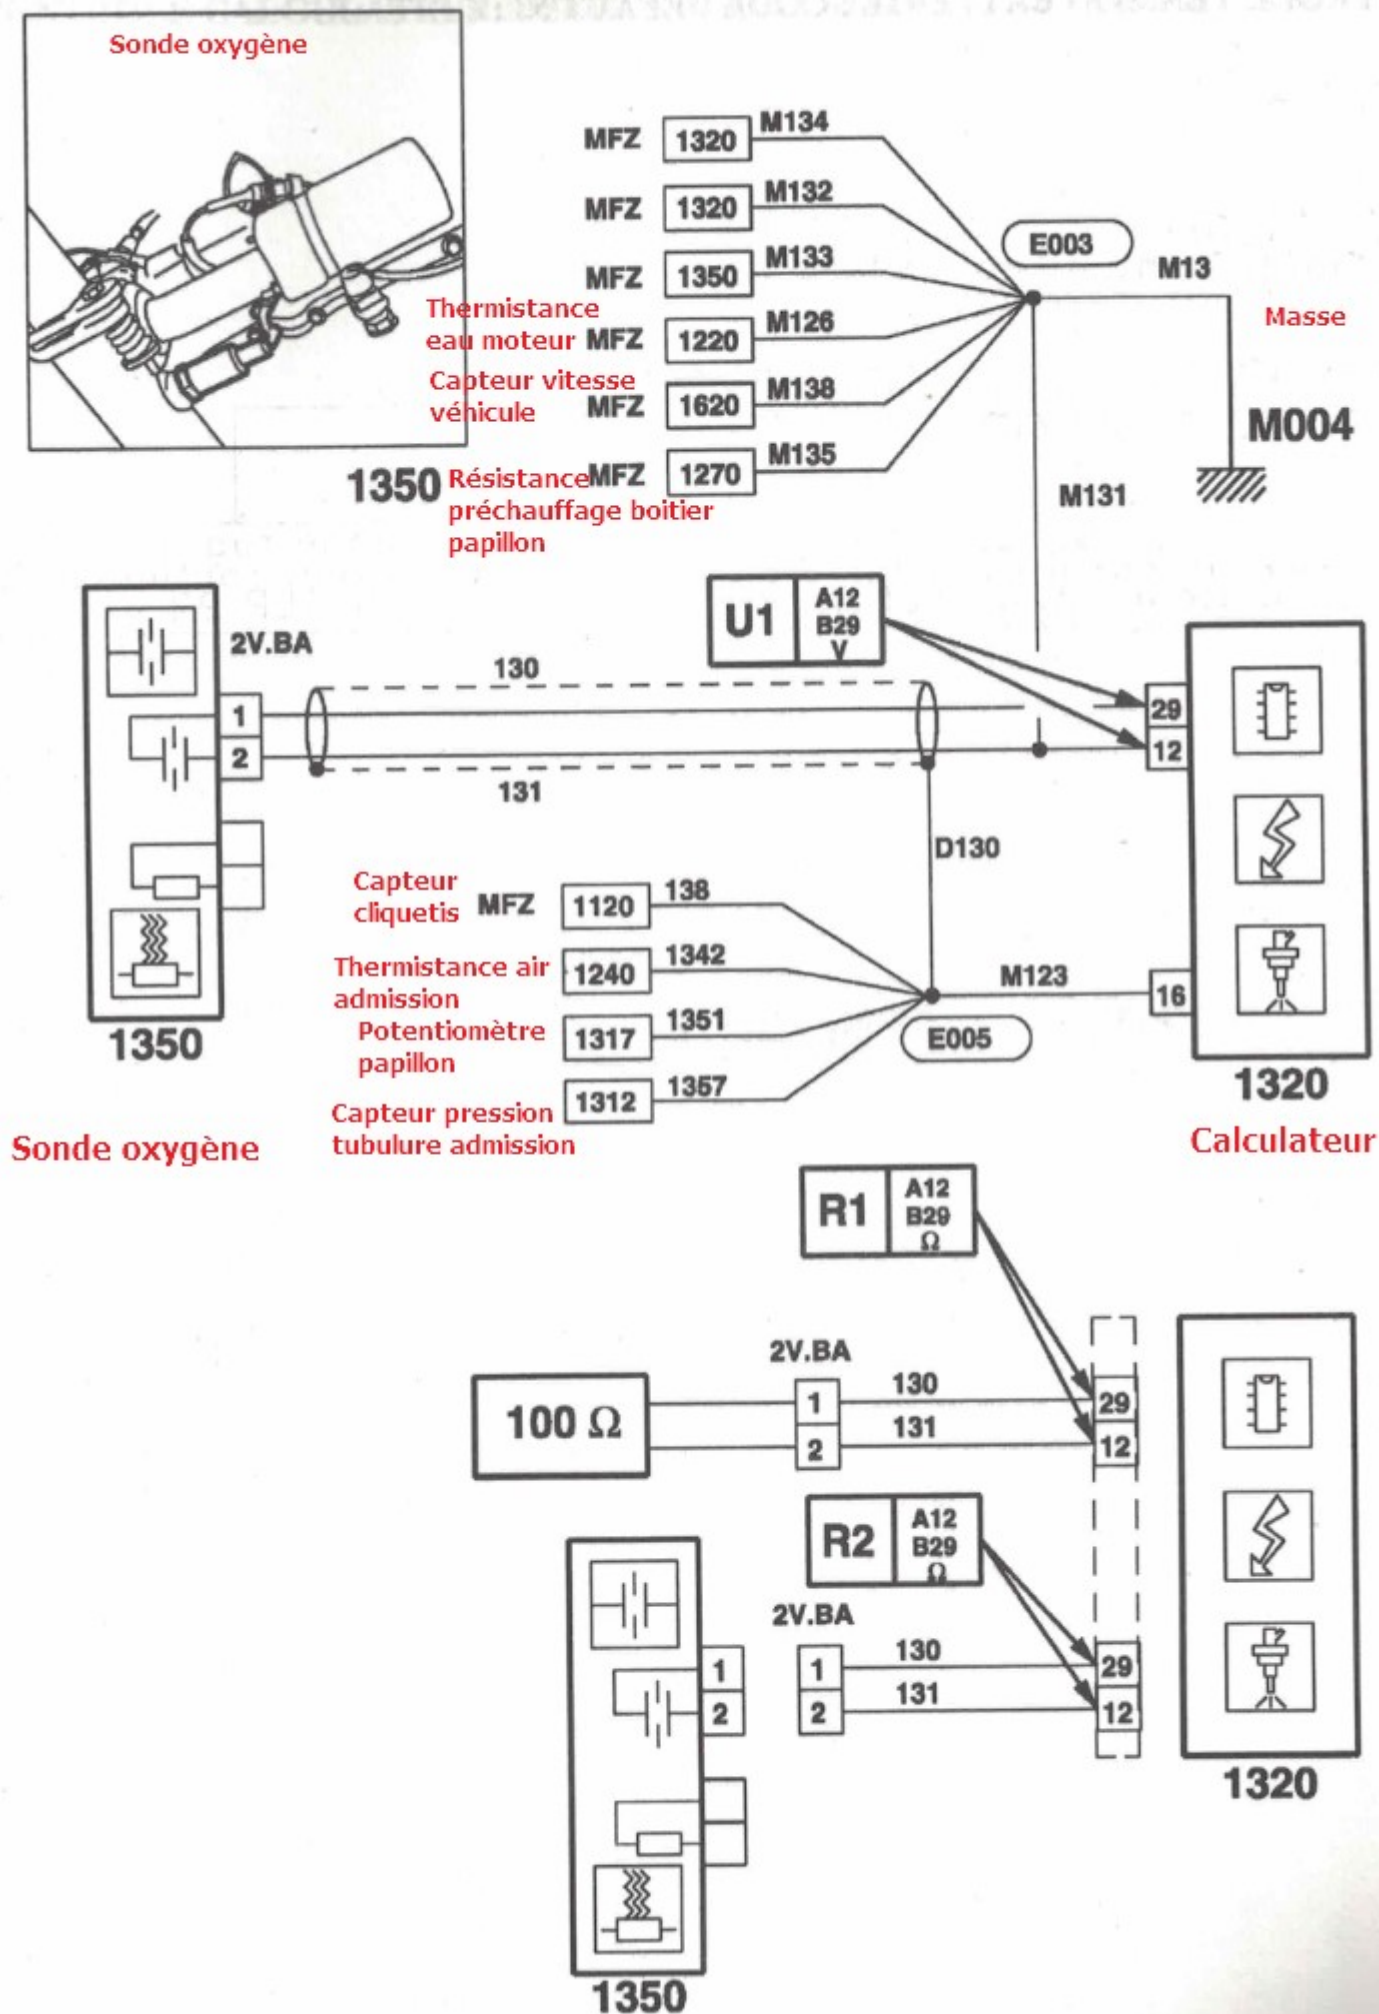 Sonde oxygène
MFZ 1320 M134
MFZ 1320 M132
E003
MFZ 1350 M133
M13
Thermistance
eau moteur MFZ 1220 M126
Masse
Capteur vitesse
véhicule MFZ 1620 M138
M004
1350
Résistance MFZ 1270 M135
préchauffage boitier
papillon
M131
2V.BA
U1 A12
B29
V
130
1
29
2
12
131
D130
Capteur
cliquetis MFZ 1120 138
Thermistance air
admission 1240 1342
M123
16
Potentiomètre
papillon 1317 1351
E005
1350
1320
Capteur pression
tubulure admission 1312 1357
Sonde oxygène
Calculateur
R1 A12
B29
Ω
2V.BA
100 Ω
1 130 29
2 131 12
R2 A12
B29
Ω
2V.BA
1 1 130 29
2 2 131 12
1320
1350